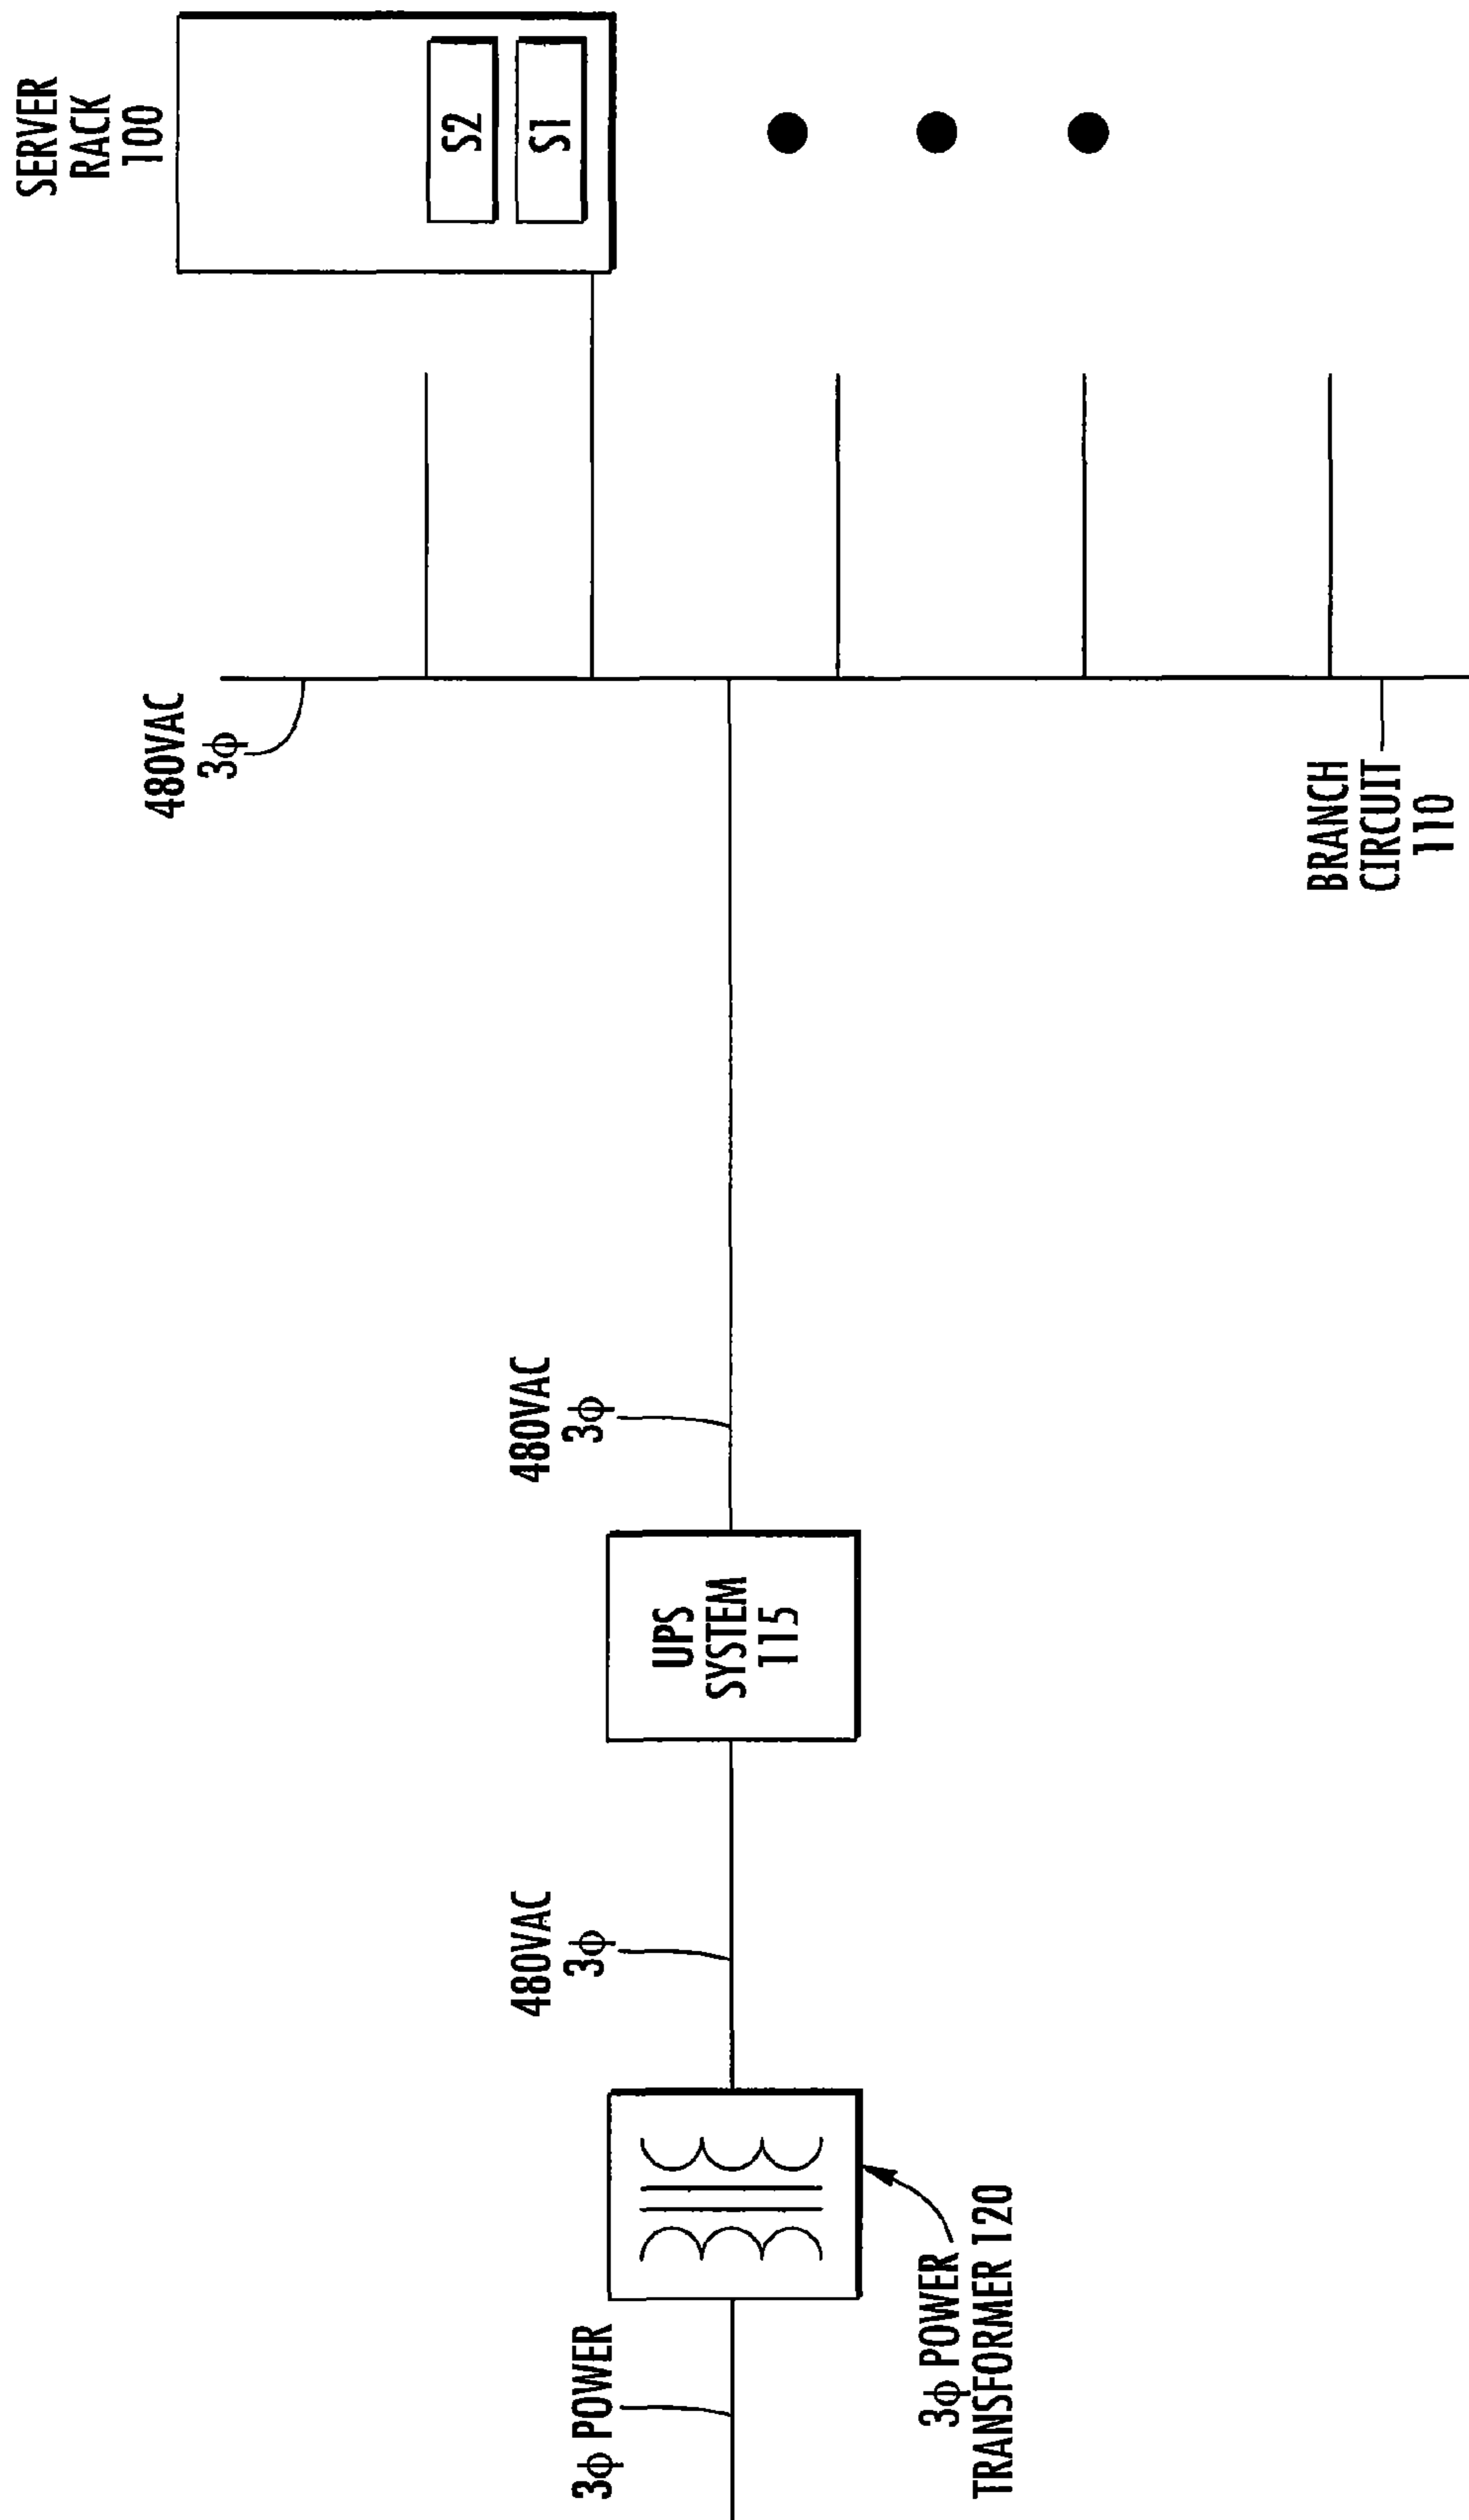 3ϕ POWER
3ϕ POWER
TRANSFORMER 120
480VAC
3ϕ
UPS
SYSTEM
115
480VAC
3ϕ
480VAC
3ϕ
BRANCH
CIRCUIT
110
SERVER
RACK
100
S2
S1